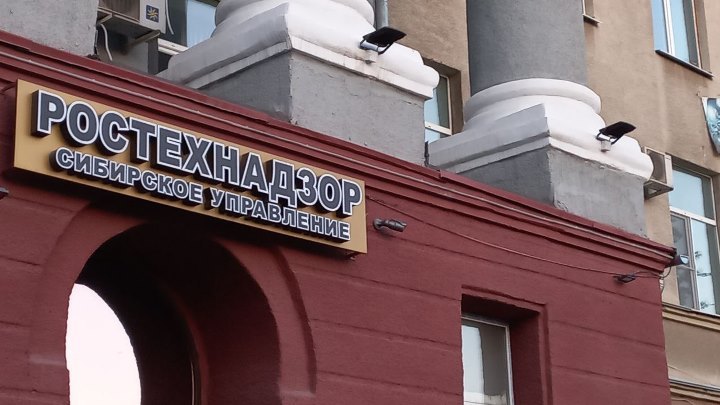 РОСТЕХНАДЗОР
СИБИРСКОЕ УПРАВЛЕНИЕ